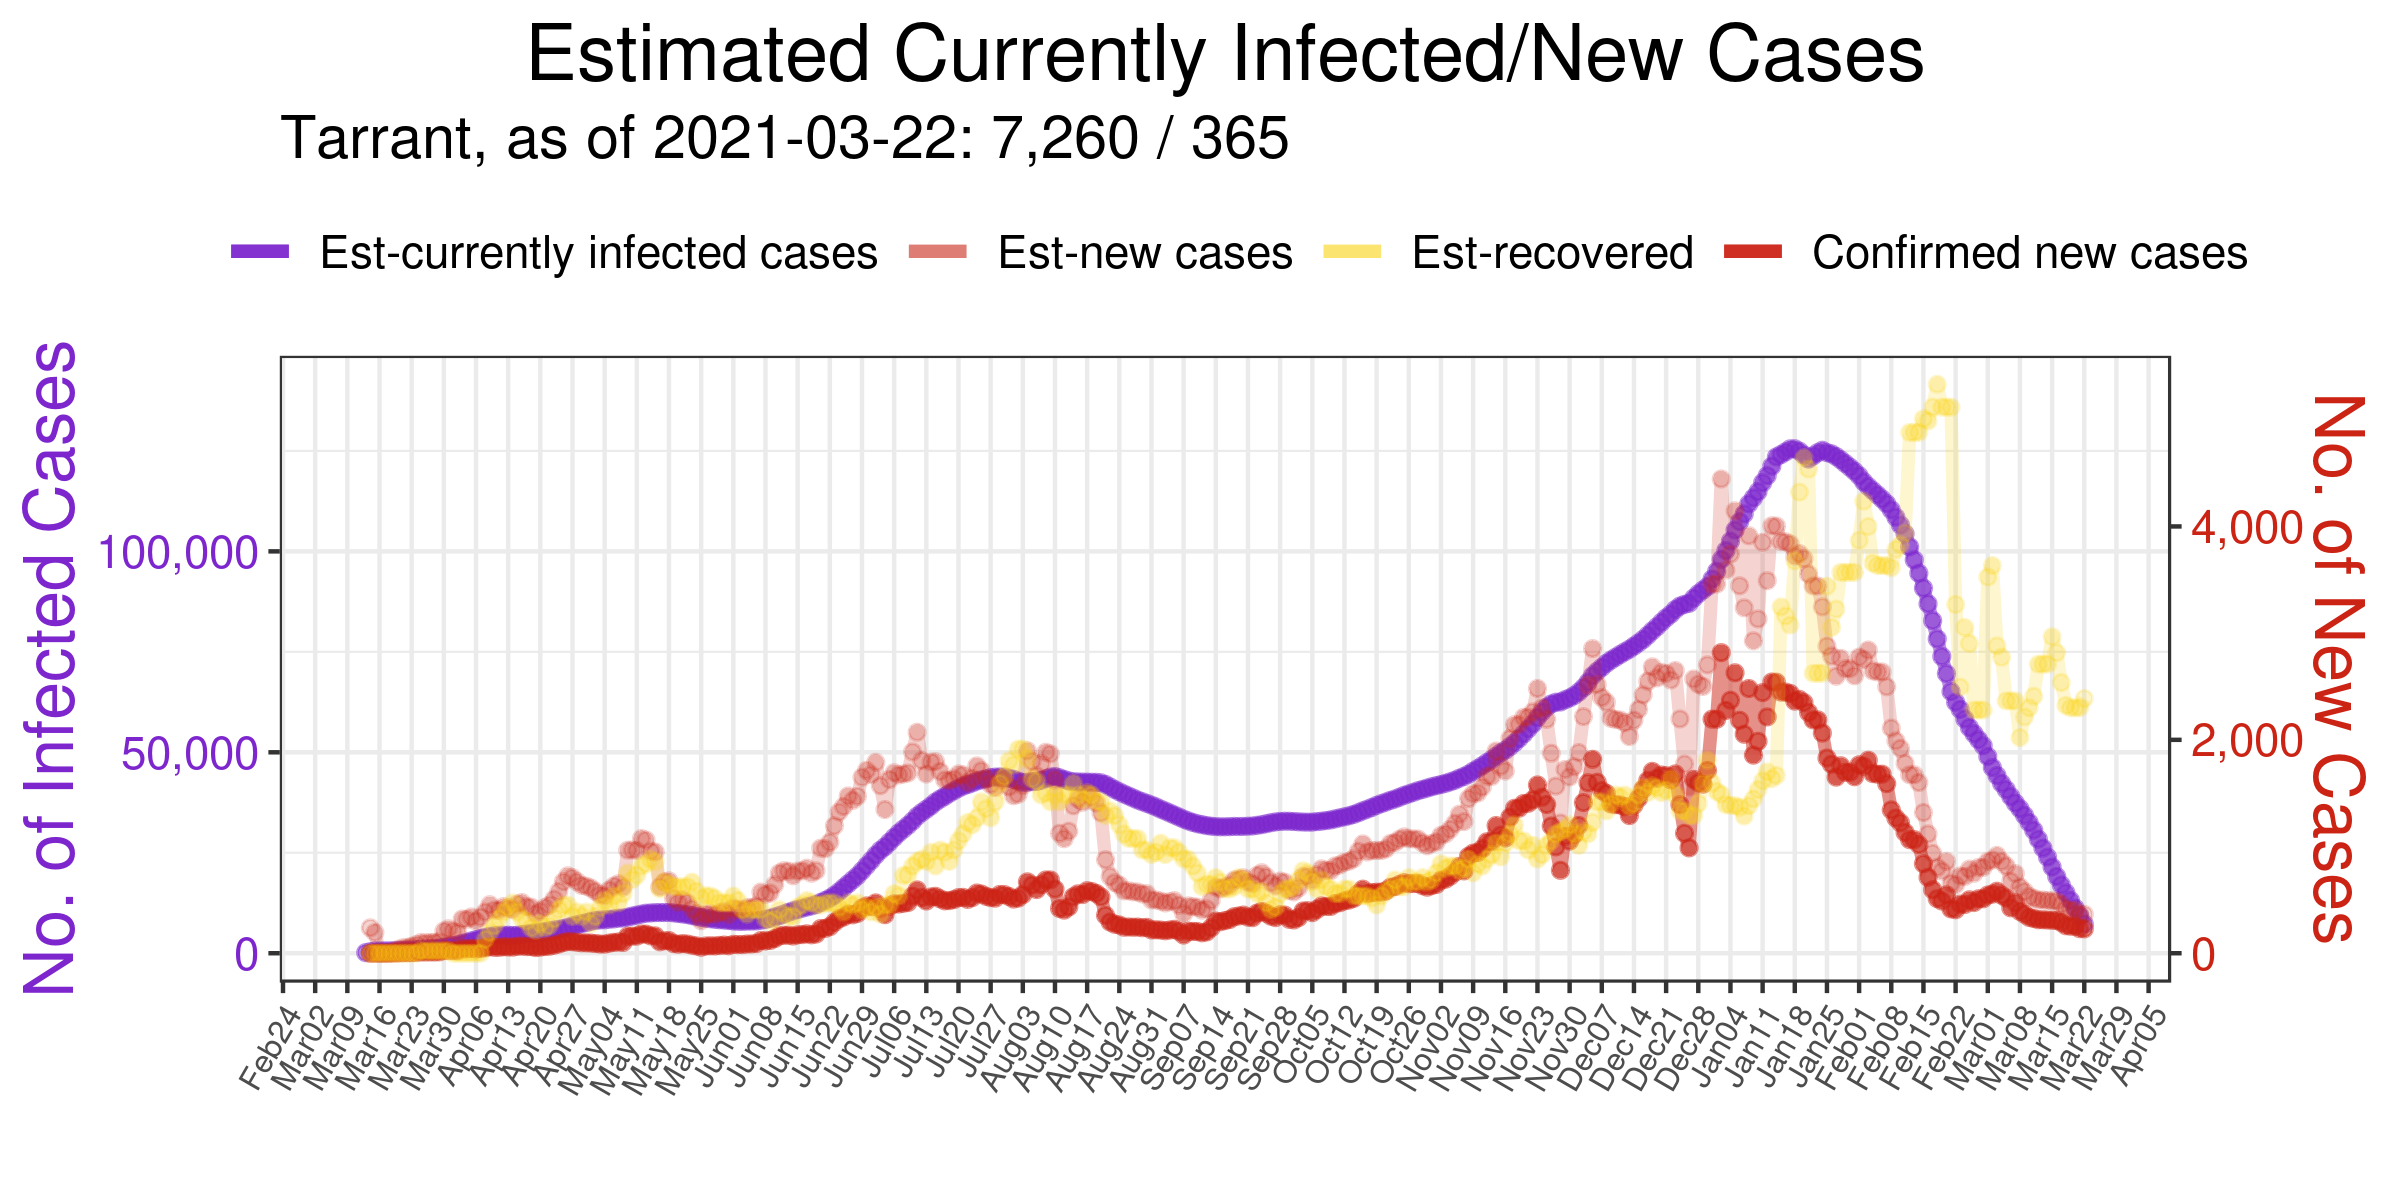 Estimated Currently Infected/New Cases
Tarrant, as of 2021-03-22: 7,260 / 365
Est-currently infected cases
Est-new cases
Est-recovered
Confirmed new cases
No. of Infected Cases
100,000
50,000
0
4,000
2,000
0
No. of New Cases
Feb24
Mar02
Mar09
Mar16
Mar23
Mar30
Apr06
Apr13
Apr20
Apr27
May04
May11
May18
May25
Jun01
Jun08
Jun15
Jun22
Jun29
Jul06
Jul13
Jul20
Jul27
Aug03
Aug10
Aug17
Aug24
Aug31
Sep07
Sep14
Sep21
Sep28
Oct05
Oct12
Oct19
Oct26
Nov02
Nov09
Nov16
Nov23
Nov30
Dec07
Dec14
Dec21
Dec28
Jan04
Jan11
Jan18
Jan25
Feb01
Feb08
Feb15
Feb22
Mar01
Mar08
Mar15
Mar22
Mar29
Apr05